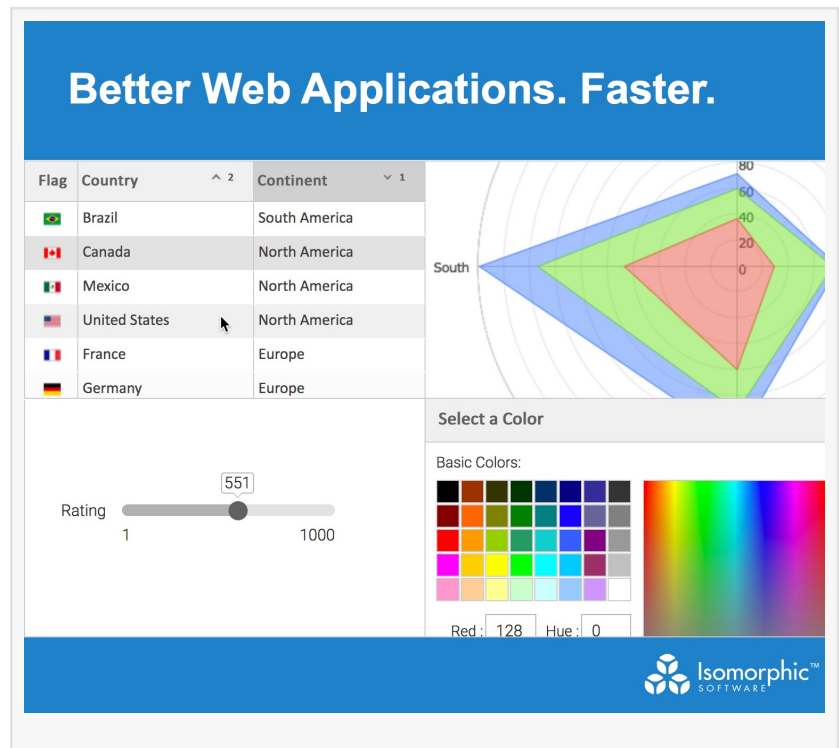 Better Web Applications. Faster.
Flag Country 2 Continent 1
Brazil South America
Canada North America
Mexico North America
United States North America
France Europe
Germany Europe
80
60
40
20
0
South
Select a Color
Basic Colors:
551
Rating
1 1000
Red : 128 Hue : 0
Isomorphic™
SOFTWARE